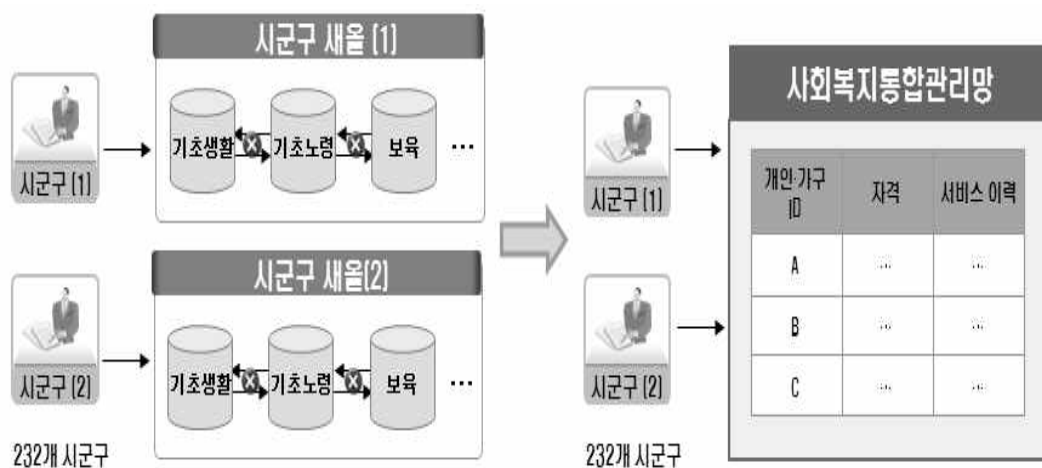 시군구 새올 (1)
기초생활
기초노령
보육
...
시군구 (1)
시군구 새올(2)
기초생활
기초노령
보육
...
시군구 (2)
232개 시군구
시군구 (1)
시군구 (2)
232개 시군구
사회복지통합관리망
개인·가구
ID
자격
서비스 이력
A
...
...
B
...
...
C
...
...